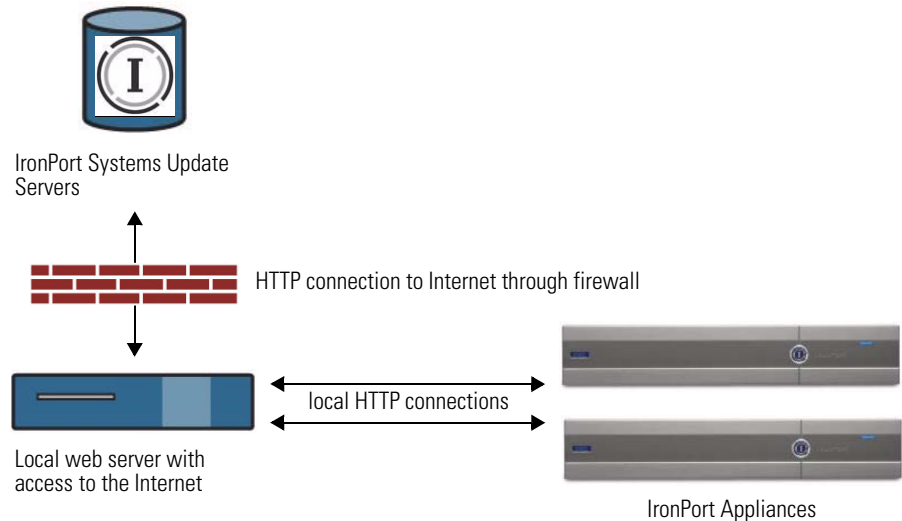 I
IronPort Systems Update
Servers
HTTP connection to Internet through firewall
local HTTP connections
Local web server with
access to the Internet
IronPort Appliances